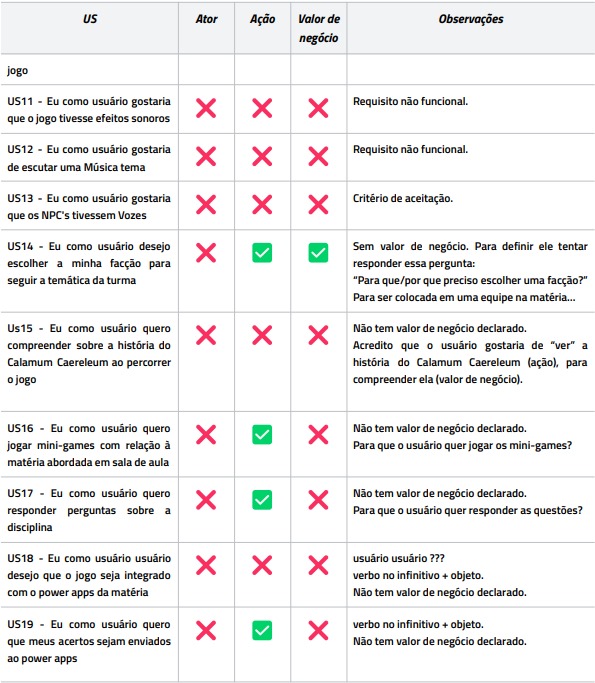 US
Ator
Ação
Valor de
negócio
Observações
jogo
US11 - Eu como usuário gostaria
que o jogo tivesse efeitos sonoros
Requisito não funcional.
US12 - Eu como usuário gostaria
de escutar uma Música tema
Requisito não funcional.
US13 - Eu como usuário gostaria
que os NPC's tivessem Vozes
Critério de aceitação.
US14 - Eu como usuário desejo
escolher a minha facção para
seguir a temática da turma
Sem valor de negócio. Para definir ele tentar
responder essa pergunta:
“Para que/por que preciso escolher uma facção?”
Para ser colocada em uma equipe na matéria...
Us15 - Eu como usuário quero
compreender sobre a história do
Calamum Caereleum ao percorrer
o jogo
Não tem valor de negócio declarado.
Acredito que o usuário gostaria de “ver” a
história do Calamum Caereleum (ação), para
compreender ela (valor de negócio).
US16 - Eu como usuário quero
jogar mini-games com relação à
matéria abordada em sala de aula
Não tem valor de negócio declarado.
Para que o usuário quer jogar os mini-games?
US17 - Eu como usuário quero
responder perguntas sobre a
disciplina
Não tem valor de negócio declarado.
Para que o usuário quer responder as questões?
US18 - Eu como usuário usuário
desejo que o jogo seja integrado
com o power apps da matéria
usuário usuário ???
verbo no infinitivo + objeto.
Não tem valor de negócio declarado.
US19 - Eu como usuário quero
que meus acertos sejam enviados
ao power apps
verbo no infinitivo + objeto.
Não tem valor de negócio declarado.